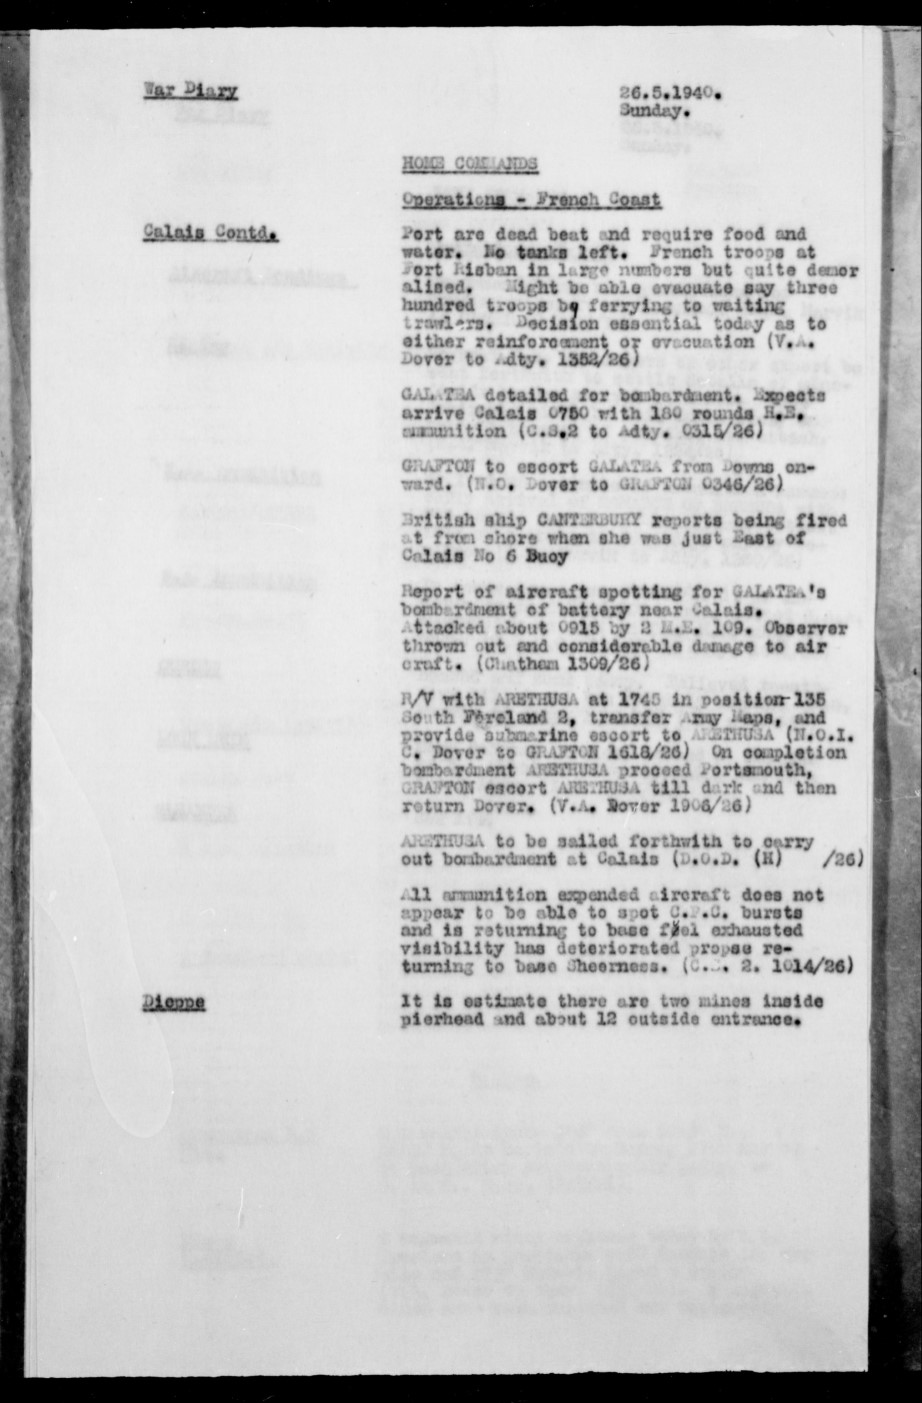 War Diary
26.5.1940.
Sunday.
HOME COMMANDS
Operations - French Coast
Calais Contd.
Port are dead beat and require food and
water. No tanks left. French troops at
Fort Risban in large numbers but quite demor
alised. Might be able evacuate say three
hundred troops by ferrying to waiting
trawlers. Decision essential today as to
either reinforcement or evacuation (V.A.
Dover to Adty. 1352/26)
GALATEA detailed for bombardment. Expects
arrive Calais 0750 with 180 rounds H.E.
ammunition (C.S.2 to Adty. 0315/26)
GRAFTON to escort GALATEA from Downs on-
ward. (N.O. Dover to GRAFTON 0346/26)
British ship CANTERBURY reports being fired
at from shore when she was just East of
Calais No 6 Buoy
Report of aircraft spotting for GALATEA's
bombardment of battery near Calais.
Attacked about 0915 by 2 M.E. 109. Observer
thrown out and considerable damage to air
craft. (Chatham 1309/26)
R/V with ARETHUSA at 1745 in position 135
South Foreland 2, transfer Army Maps, and
provide submarine escort to ARETHUSA (N.O.I.
C. Dover to GRAFTON 1618/26) On completion
bombardment ARETHUSA proceed Portsmouth,
GRAFTON escort ARETHUSA till dark and then
return Dover. (V.A. Dover 1906/26)
ARETHUSA to be sailed forthwith to carry
out bombardment at Calais (D.O.D. (H) /26)
All ammunition expended aircraft does not
appear to be able to spot bursts
and is returning to base fuel exhausted
visibility has deteriorated propse re-
turning to base Sheerness. (C.S. 2. 1014/26)
Dieppe
It is estimate there are two mines inside
pierhead and about 12 outside entrance.